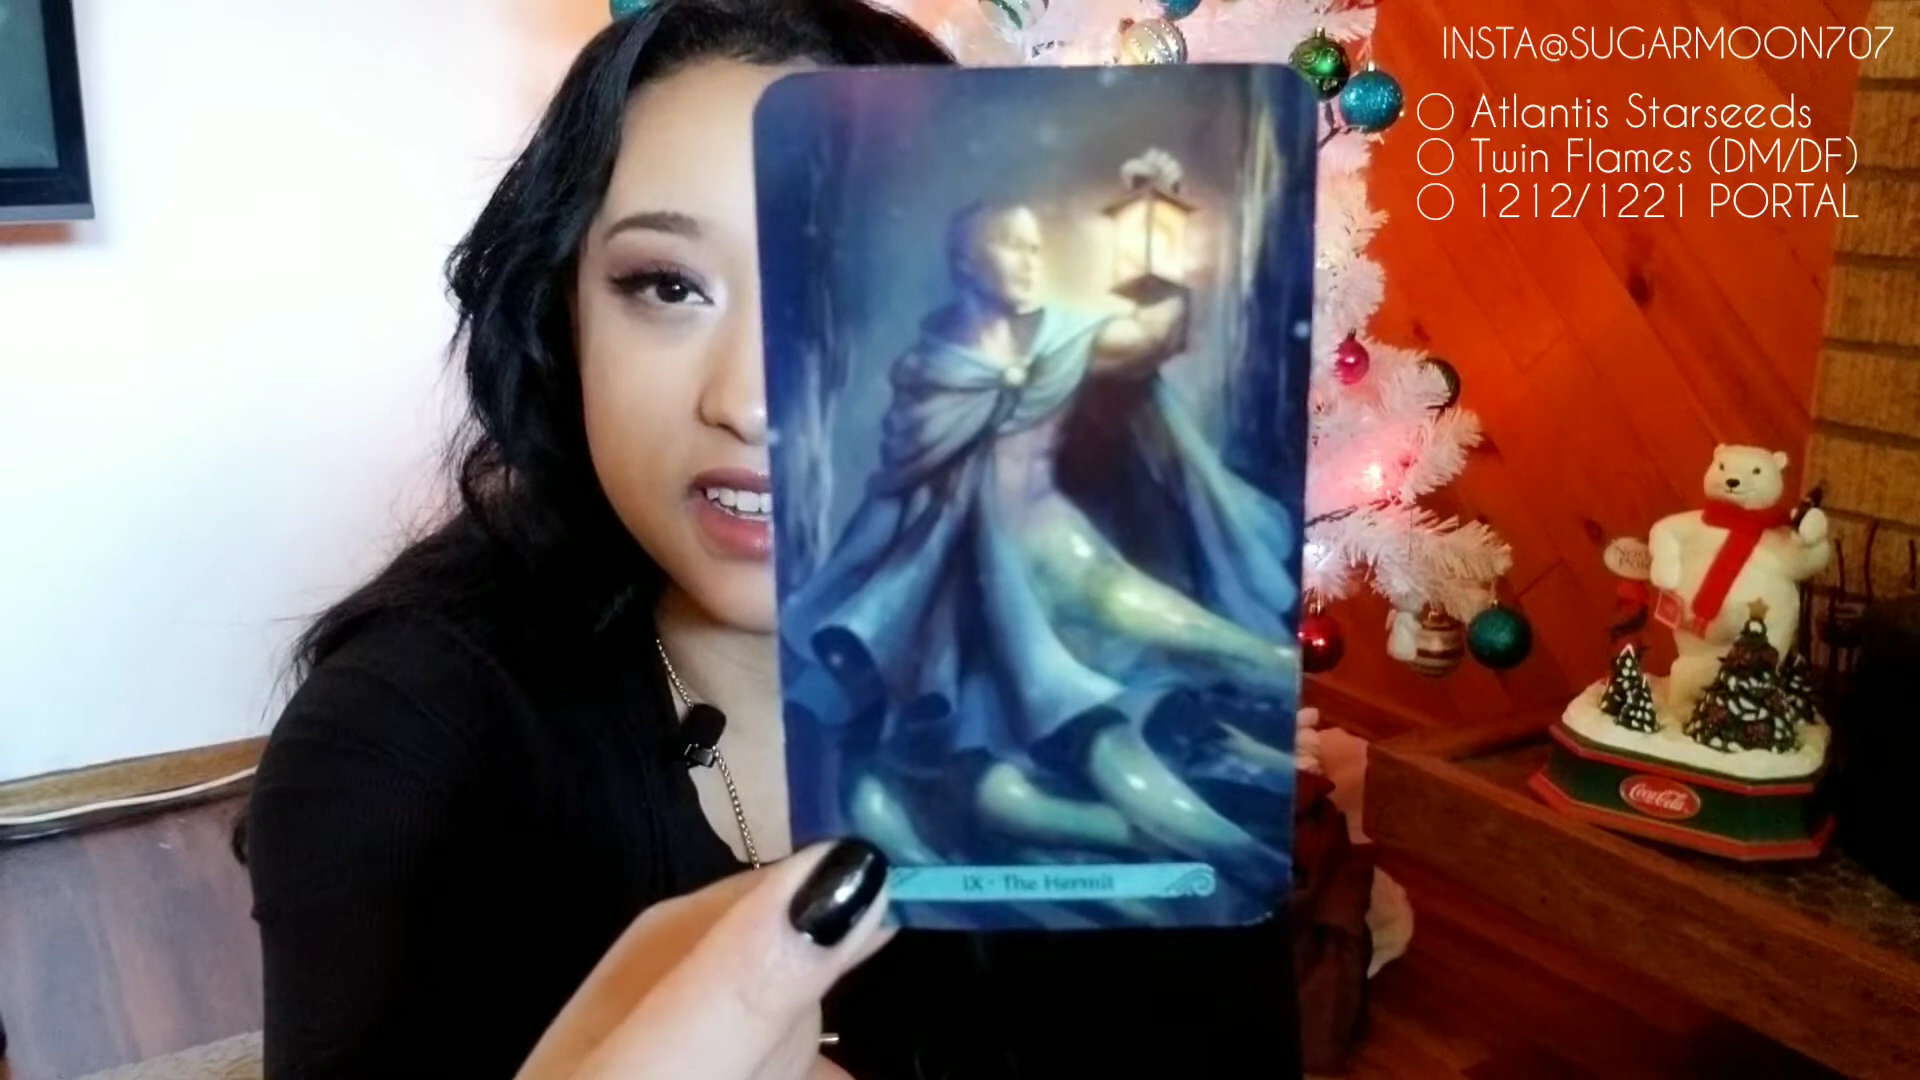 INSTA@SUGARMOON707
Atlantis Starseeds
Twin Flames (DM/DF)
1212/1221 PORTAL
IX · The Hermit
Coca-Cola